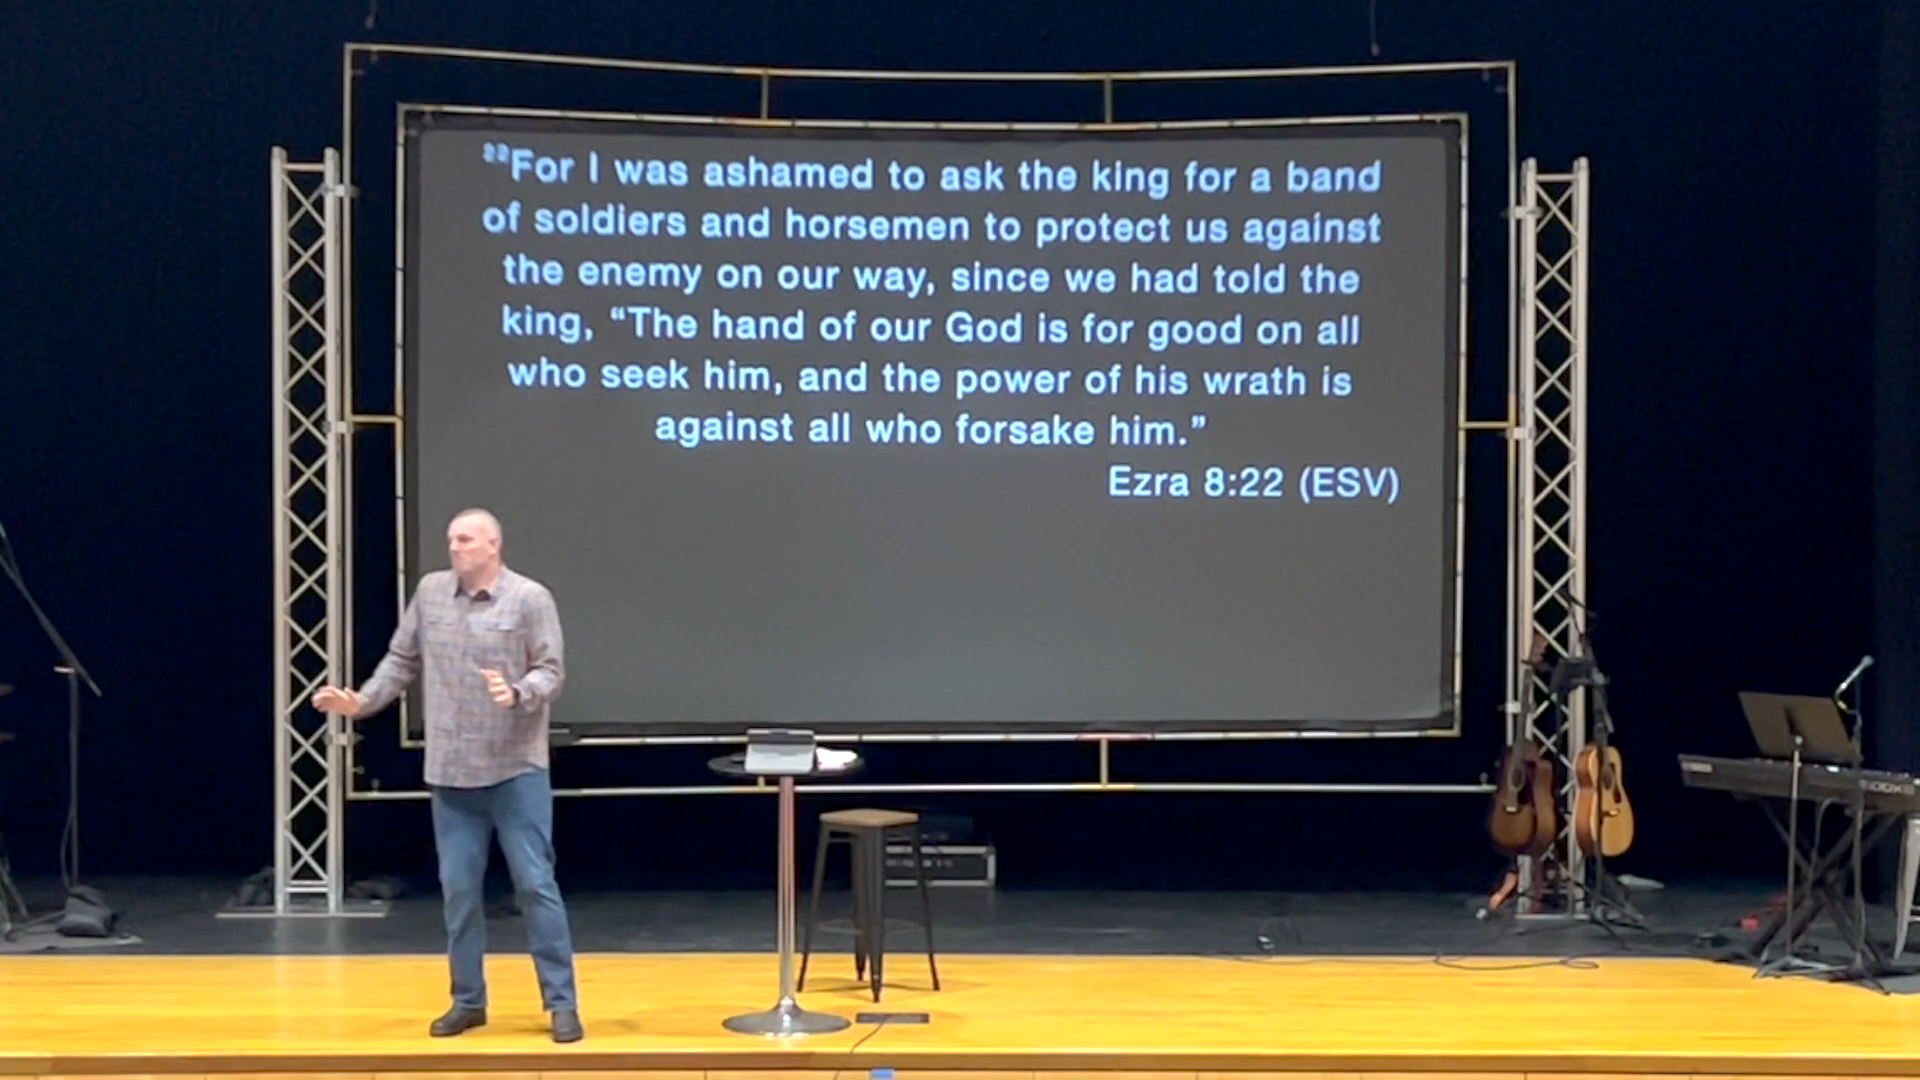 ²²For I was ashamed to ask the king for a band
of soldiers and horsemen to protect us against
the enemy on our way, since we had told the
king, “The hand of our God is for good on all
who seek him, and the power of his wrath is
against all who forsake him.”
Ezra 8:22 (ESV)